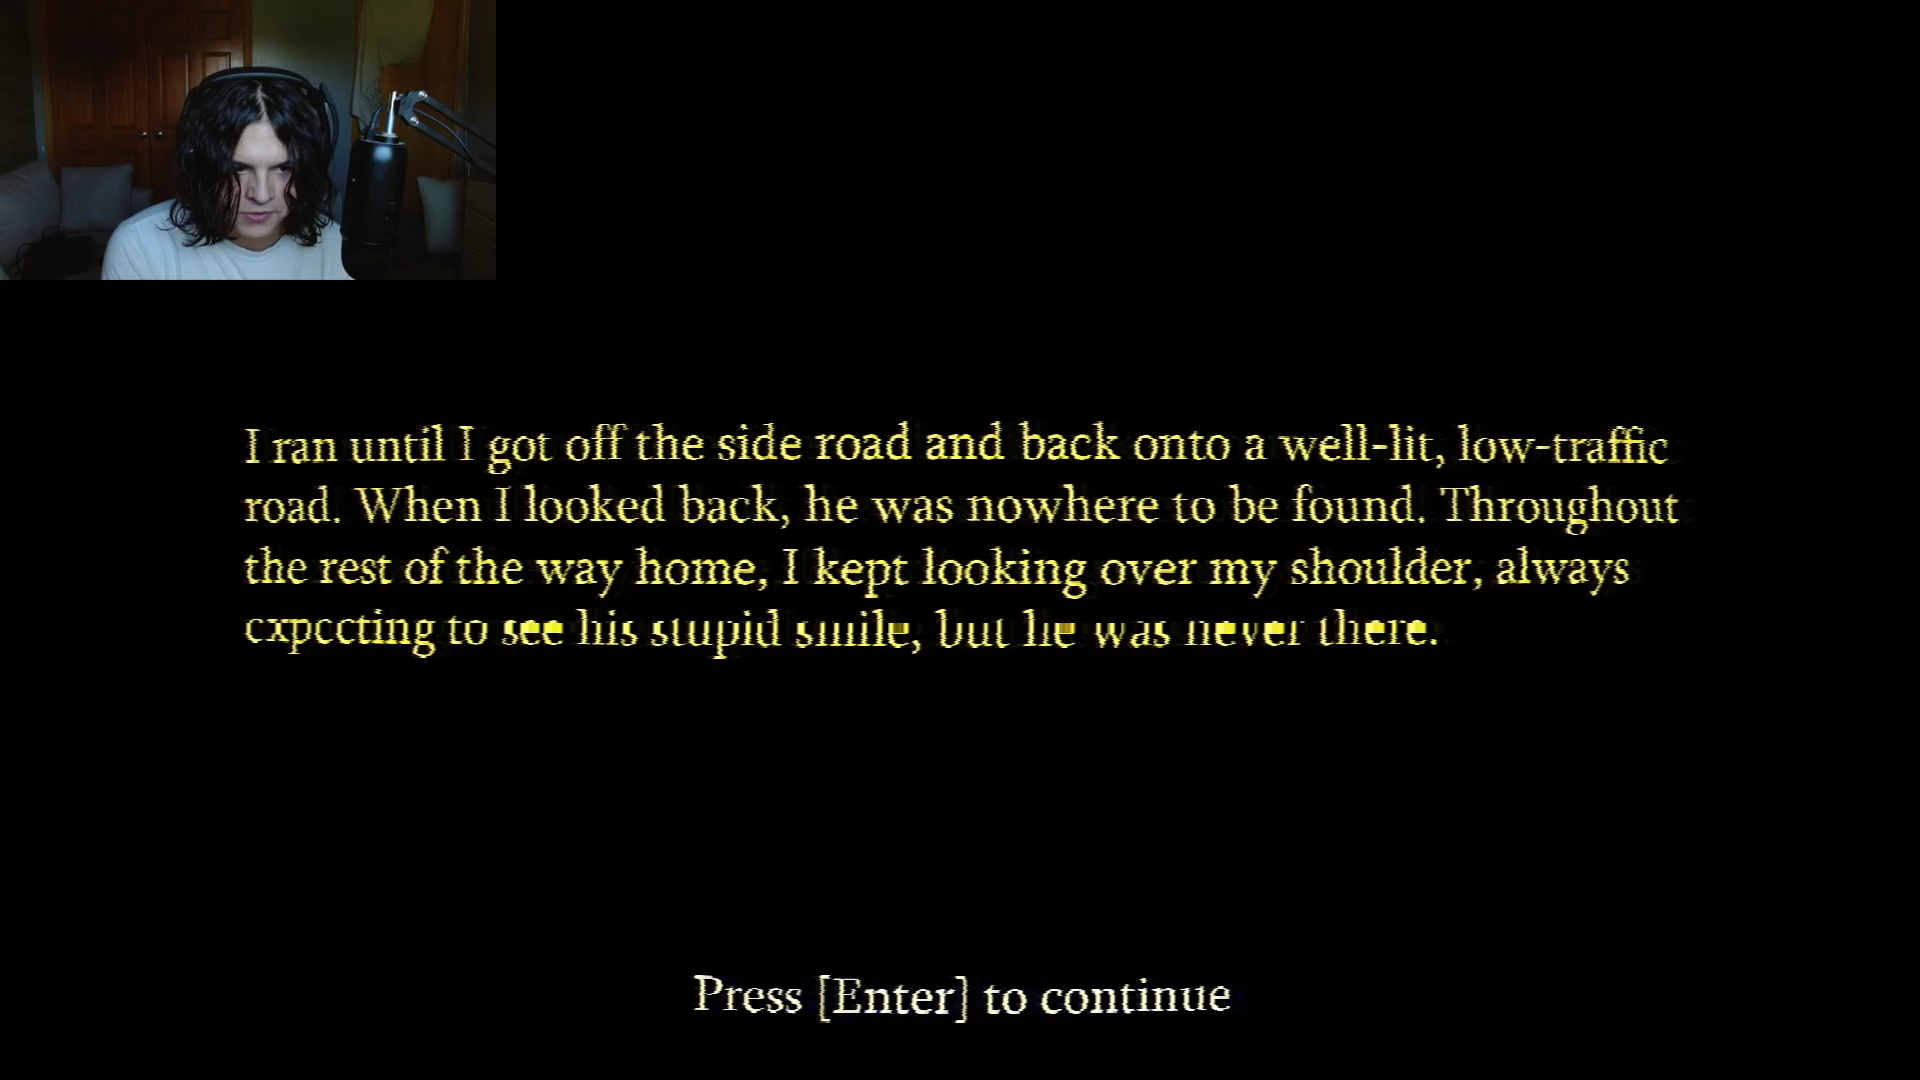 I ran until I got off the side road and back onto a well-lit, low-traffic
road. When I looked back, he was nowhere to be found. Throughout
the rest of the way home, I kept looking over my shoulder, always
expecting to see his stupid smile, but he was never there.
Press [Enter] to continue